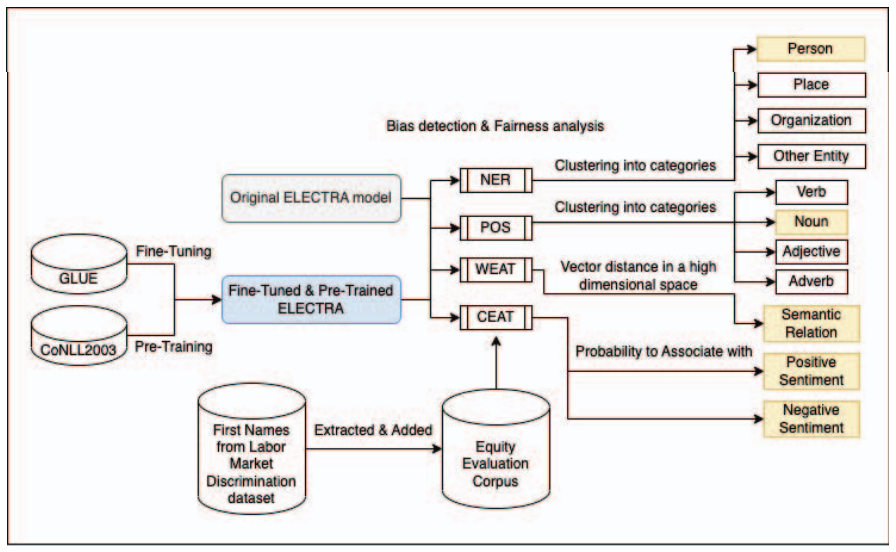 Person
Place
Bias detection & Fairness analysis
Organization
Other Entity
NER
Clustering into categories
Original ELECTRA model
Verb
POS
Clustering into categories
Noun
Fine-Tuning
GLUE
WEAT
Vector distance in a high
dimensional space
Adjective
Adverb
Fine-Tuned & Pre-Trained
ELECTRA
CEAT
Semantic
Relation
CoNLL2003
Pre-Training
Probability to Associate with
Positive
Sentiment
Negative
Sentiment
First Names
from Labor
Market
Discrimination
dataset
Extracted & Added
Equity
Evaluation
Corpus